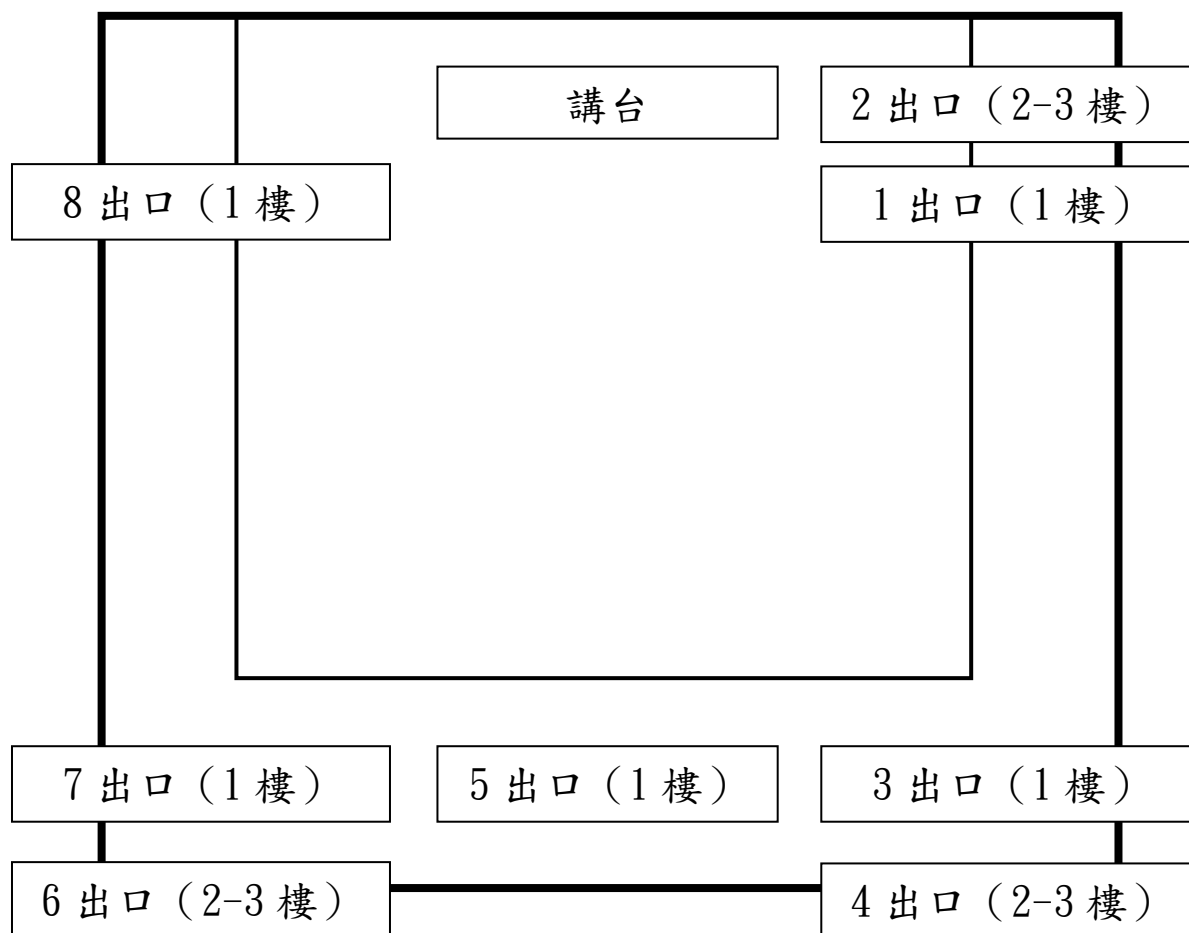 講台
2 出口（2-3 樓）
8 出口（1 樓）
1 出口（1 樓）
7 出口（1 樓）
5 出口（1 樓）
3 出口（1 樓）
6 出口（2-3 樓）
4 出口（2-3 樓）